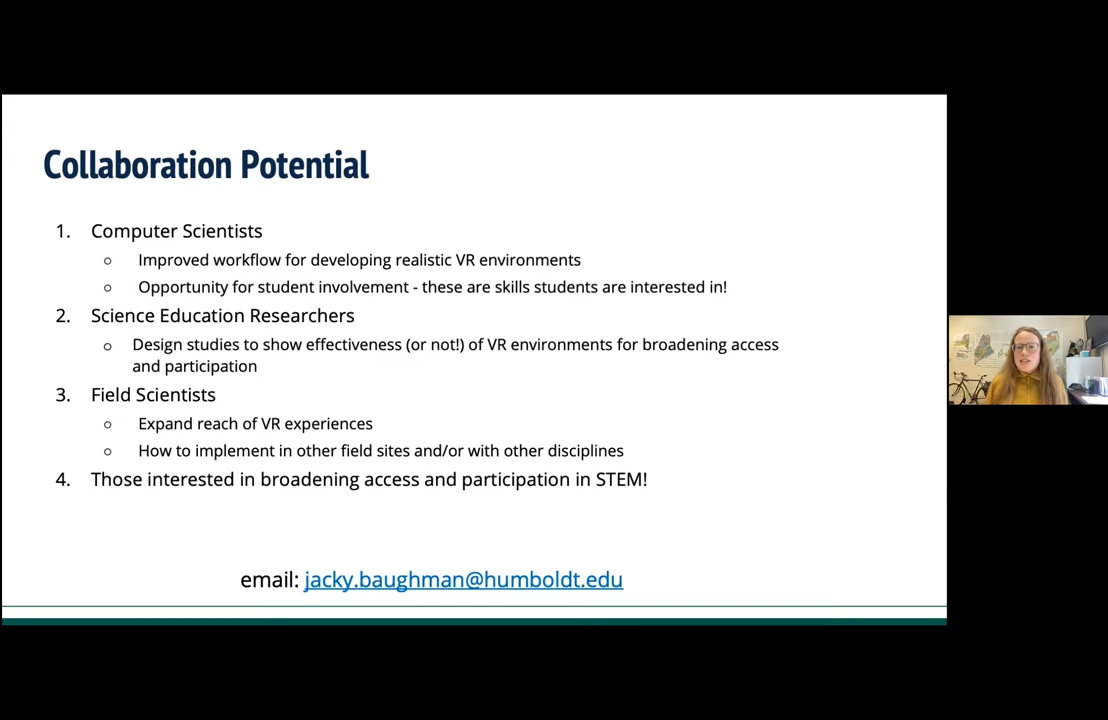 Collaboration Potential
1. Computer Scientists
○ Improved workflow for developing realistic VR environments
○ Opportunity for student involvement - these are skills students are interested in!
2. Science Education Researchers
○ Design studies to show effectiveness (or not!) of VR environments for broadening access
and participation
3. Field Scientists
○ Expand reach of VR experiences
○ How to implement in other field sites and/or with other disciplines
4. Those interested in broadening access and participation in STEM!
email: jacky.baughman@humboldt.edu